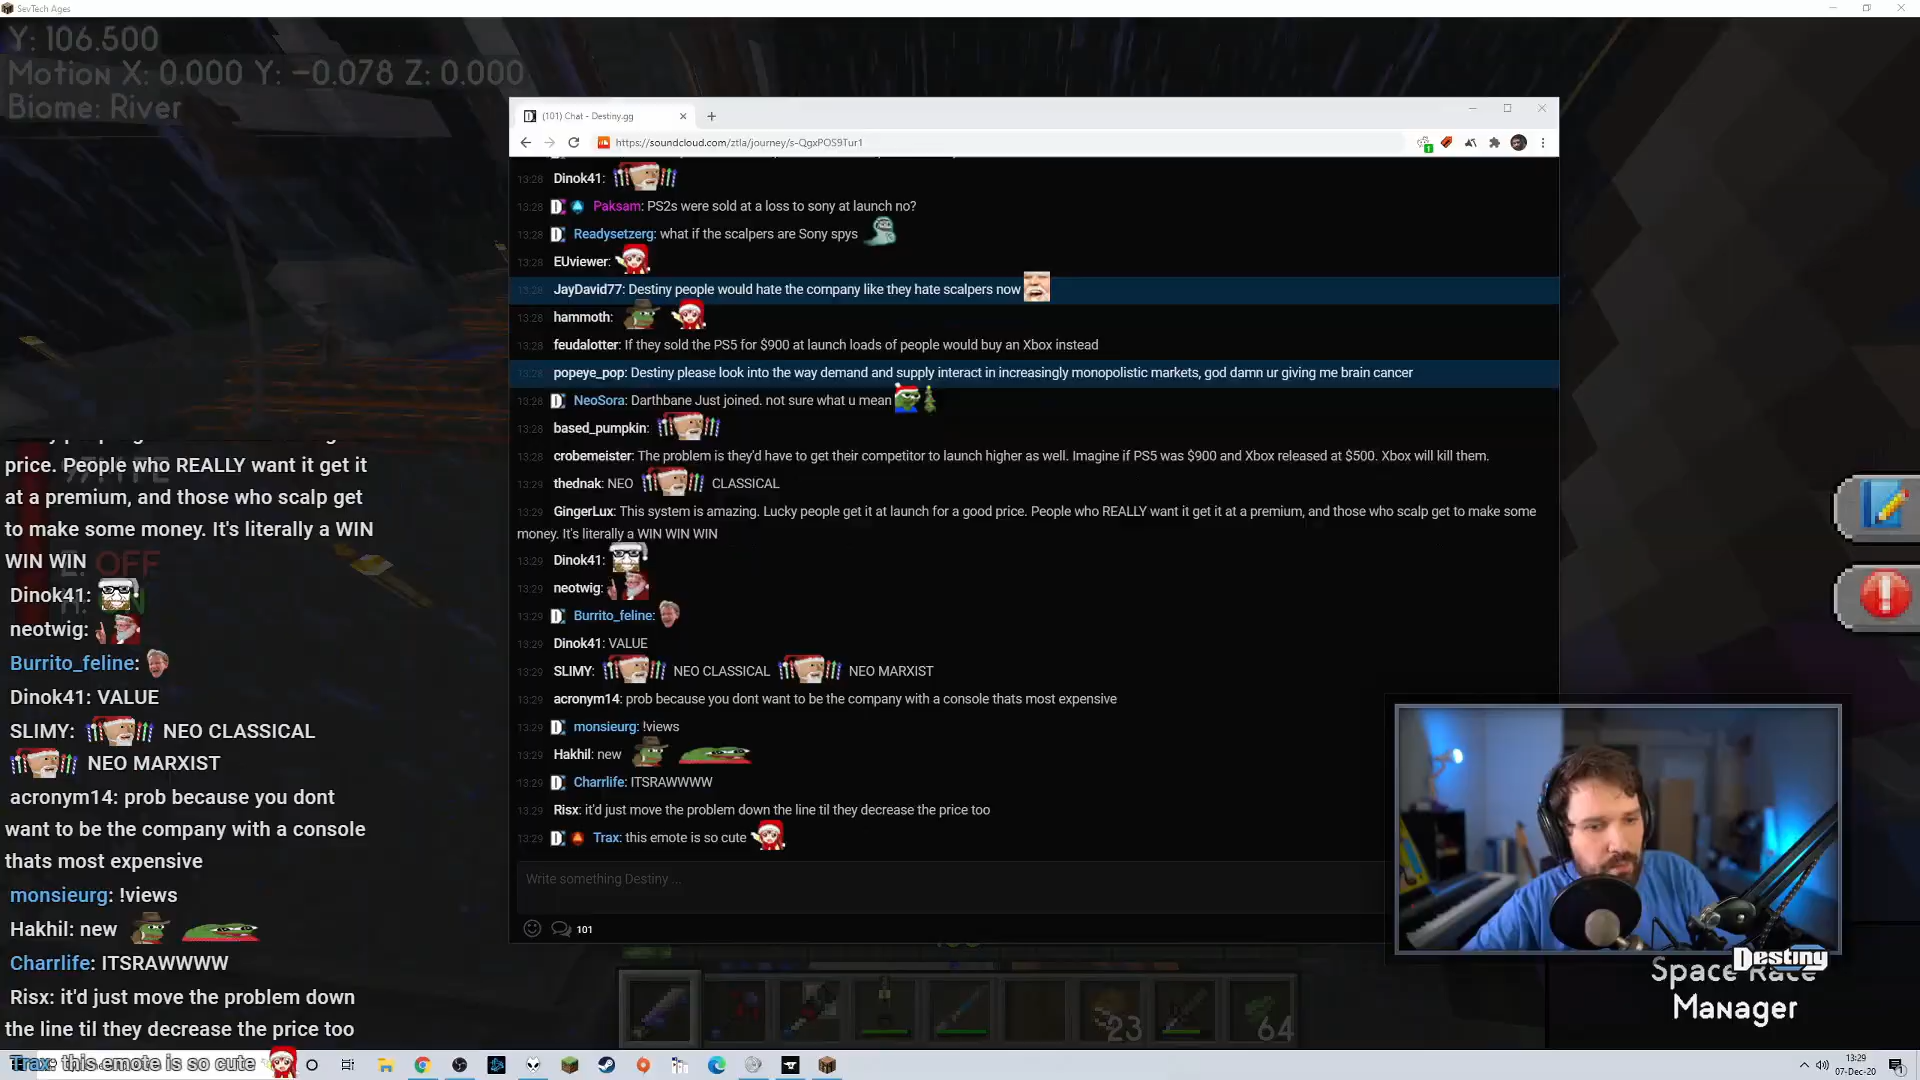 SevTech Ages
Y: 106.500
Motion X: 0.000 Y: -0.078 Z: 0.000
Biome: River
(101) Chat - Destiny.gg
https://soundcloud.com/ztla/journey/s-QgxPOS9Tur1
13:28 Dinok41:
13:28 Paksam: PS2s were sold at a loss to sony at launch no?
13:28 Readysetzerg: what if the scalpers are Sony spys
13:28 EUviewer:
13:28 JayDavid77: Destiny people would hate the company like they hate scalpers now
13:28 hammoth:
13:28 feudalotter: If they sold the PS5 for $900 at launch loads of people would buy an Xbox instead
13:28 popeye_pop: Destiny please look into the way demand and supply interact in increasingly monopolistic markets, god damn ur giving me brain cancer
13:28 NeoSora: Darthbane Just joined. not sure what u mean
13:28 based_pumpkin:
13:28 crobemeister: The problem is they'd have to get their competitor to launch higher as well. Imagine if PS5 was $900 and Xbox released at $500. Xbox will kill them.
13:28 thednak: NEO CLASSICAL
13:29 GingerLux: This system is amazing. Lucky people get it at launch for a good price. People who REALLY want it get it at a premium, and those who scalp get to make some
money. It's literally a WIN WIN WIN
13:29 Dinok41:
13:29 neotwig:
13:29 Burrito_feline:
13:29 Dinok41: VALUE
13:29 SLIMY: NEO CLASSICAL NEO MARXIST
13:29 acronym14: prob because you dont want to be the company with a console thats most expensive
13:29 monsieurg: !views
13:29 Hakhil: new
13:29 Charrlife: ITSRAWWWW
13:29 Risx: it'd just move the problem down the line til they decrease the price too
13:29 Trax: this emote is so cute
Write something Destiny ...
101
price. People who REALLY want it get it
at a premium, and those who scalp get
to make some money. It's literally a WIN
WIN WIN
OFF
Dinok41:
neotwig:
Burrito_feline:
Dinok41: VALUE
SLIMY: NEO CLASSICAL
NEO MARXIST
acronym14: prob because you dont
want to be the company with a console
thats most expensive
monsieurg: !views
Hakhil: new
Charrlife: ITSRAWWWW
Risx: it'd just move the problem down
the line til they decrease the price too
Trax: this emote is so cute
Destiny
Space Race
Manager
23
64
13:29
07-Dec-20